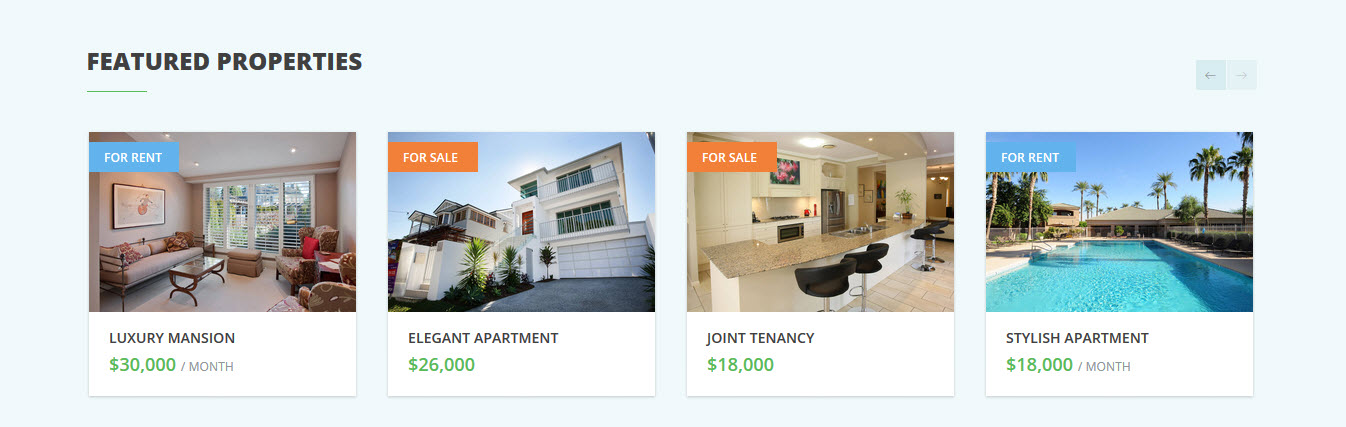 FEATURED PROPERTIES
FOR RENT
FOR SALE
FOR SALE
FOR RENT
LUXURY MANSION
$30,000 / MONTH
ELEGANT APARTMENT
$26,000
JOINT TENANCY
$18,000
STYLISH APARTMENT
$18,000 / MONTH